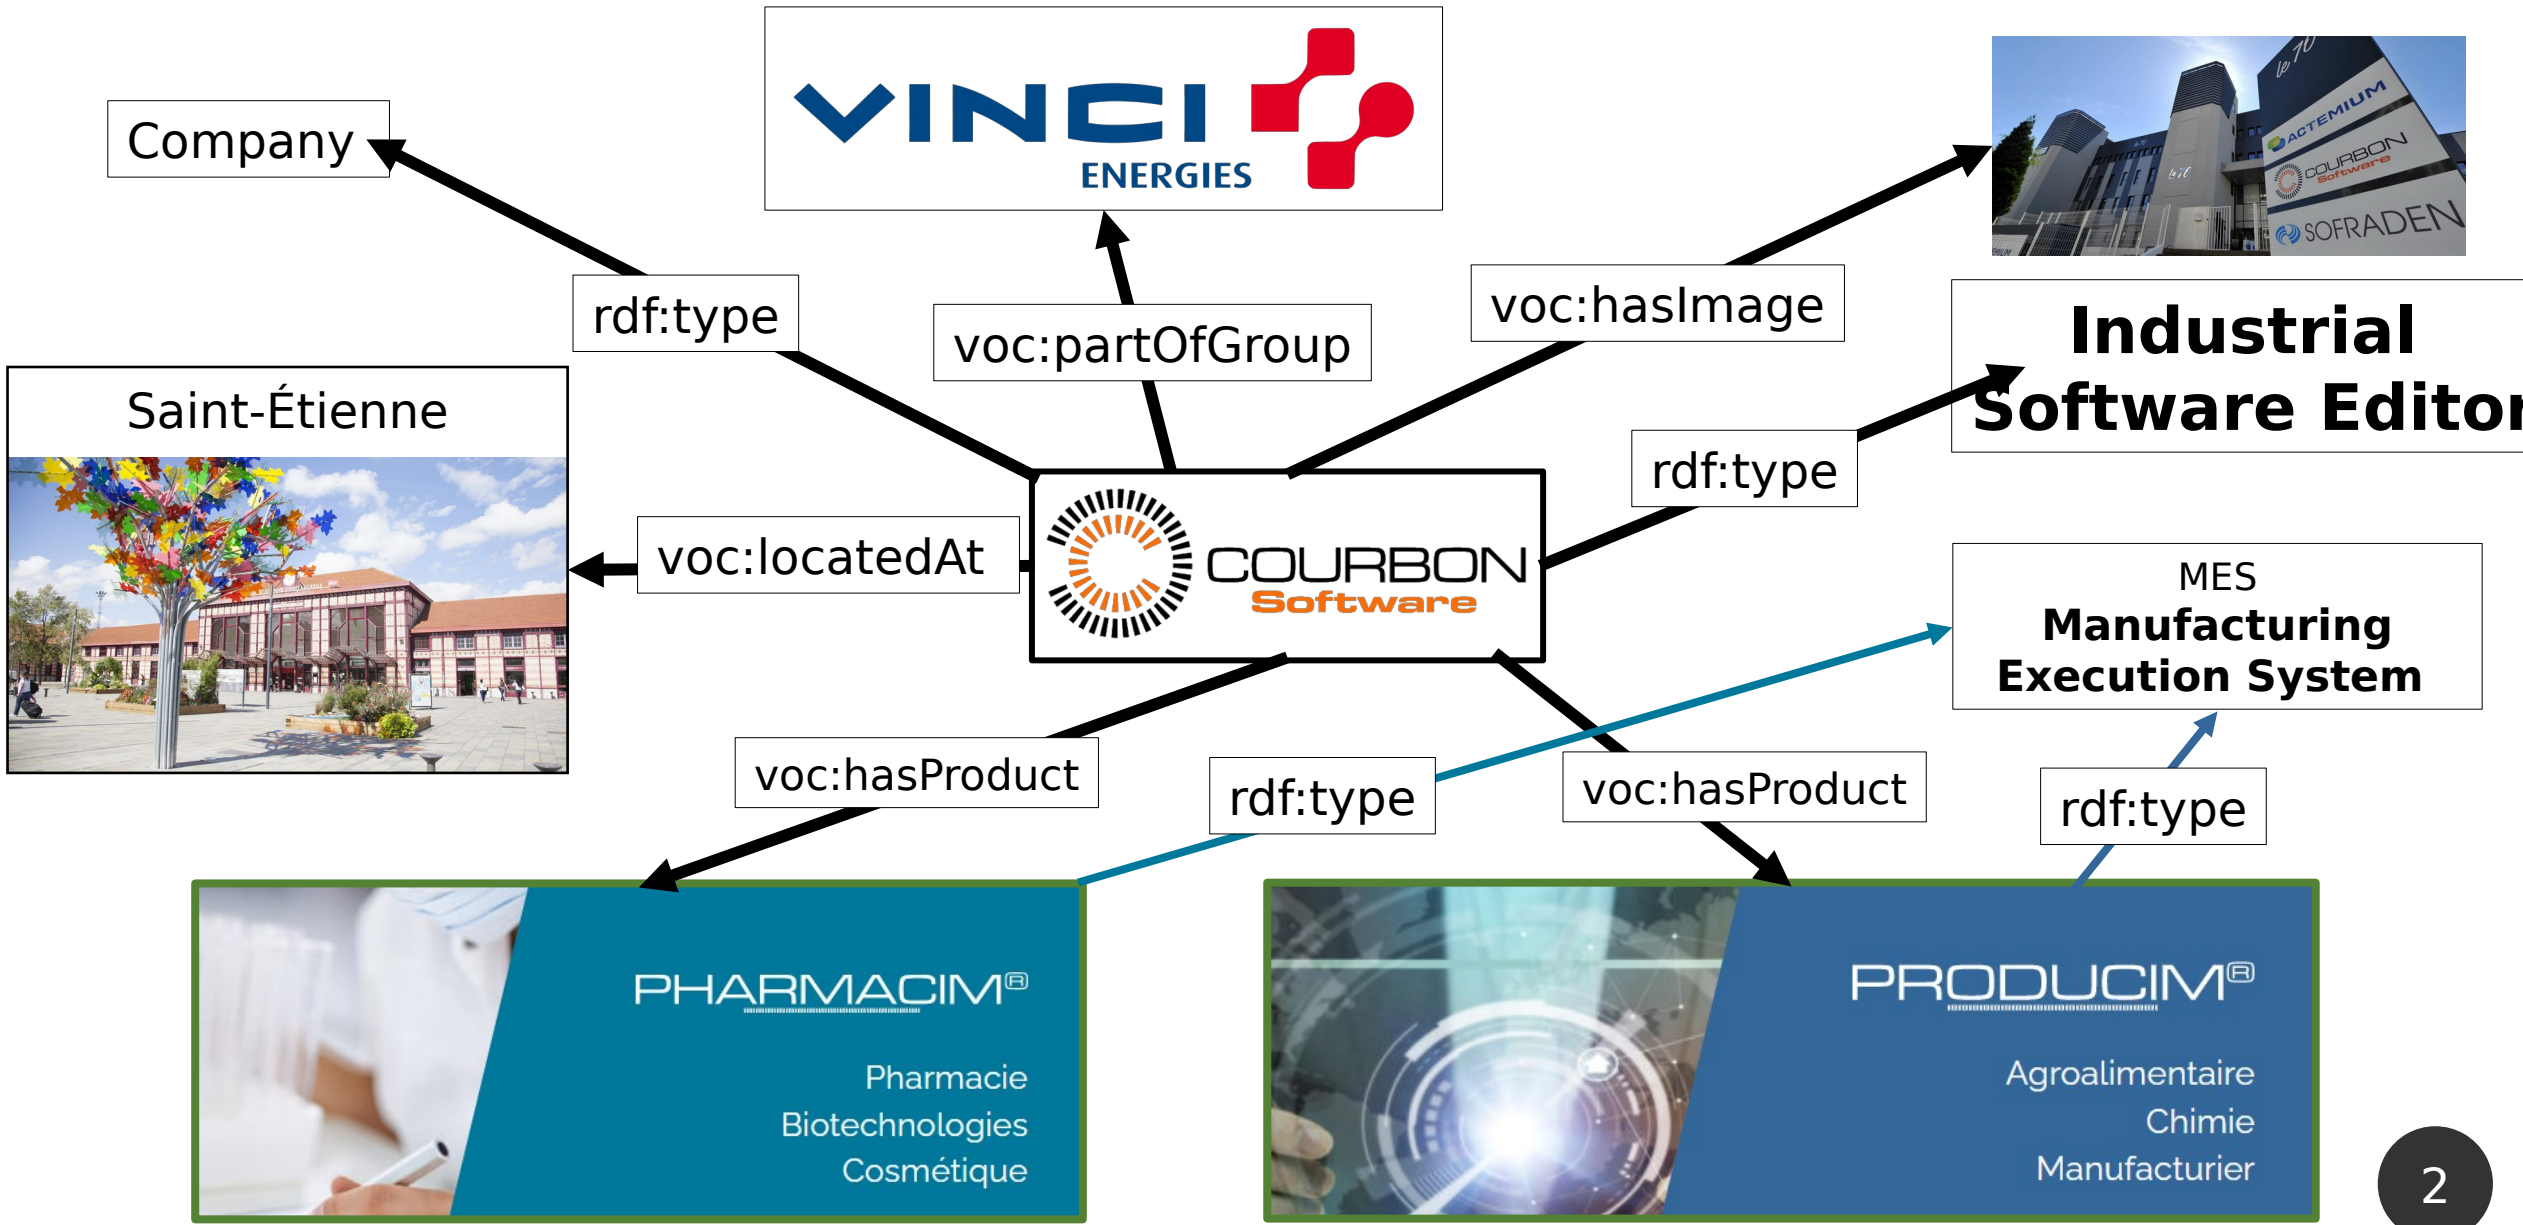 VINCI
ENERGIES
Company
le 70
ACTEMIUM
COURBON
Software
SOFRADEN
le 70
rdf:type
voc:partOfGroup
voc:hasImage
Industrial
Software Editor
Saint-Étienne
rdf:type
voc:locatedAt
COURBON
Software
MES
Manufacturing
Execution System
voc:hasProduct
rdf:type
voc:hasProduct
rdf:type
PHARMACIM®
Pharmacie
Biotechnologies
Cosmétique
PRODUCIM®
Agroalimentaire
Chimie
Manufacturier
2